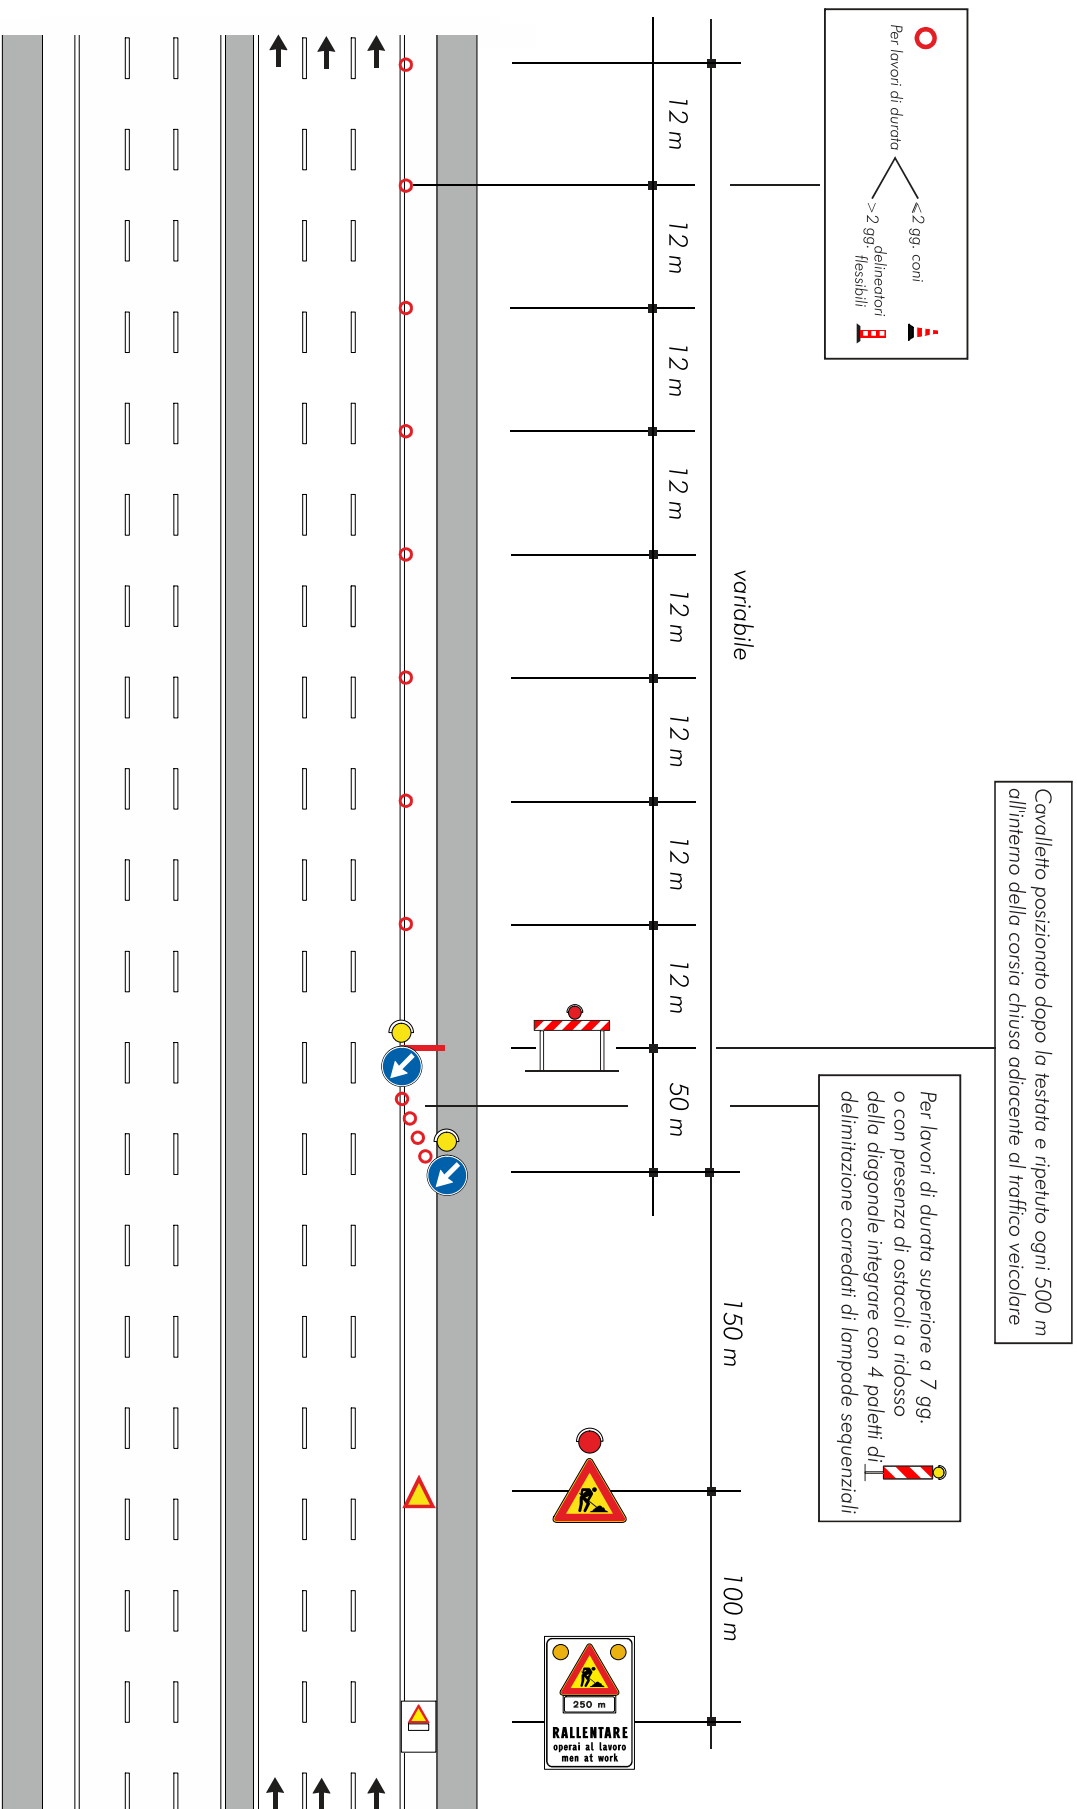 Per lavori di durata
<2 gg. coni
>2 gg. delineatori
flessibili
12 m
12 m
12 m
12 m
12 m
12 m
12 m
12 m
variabile
Cavalletto posizionato dopo la testata e ripetuto ogni 500 m
all'interno della corsia chiusa adiacente al traffico veicolare
50 m
Per lavori di durata superiore a 7 gg.
o con presenza di ostacoli a ridosso
della diagonale integrare con 4 paletti di
delimitazione corredati di lampade sequenziali
150 m
100 m
250 m
RALLENTARE
operai al lavoro
men at work